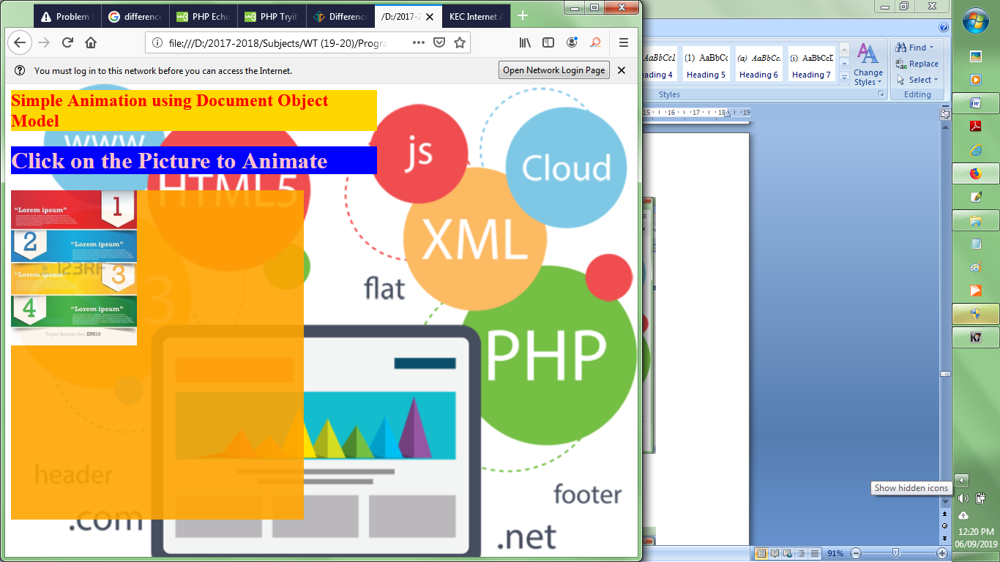 Problem
difference
PHP Echo
PHP Tryit
Difference
/D:/2017-2
KEC Internet A
file:///D:/2017-2018/Subjects/WT (19-20)/Progra
You must log in to this network before you can access the Internet.
Open Network Login Page
Simple Animation using Document Object
Model
Click on the Picture to Animate
www
HTML5
js
Cloud
XML
3
flat
PHP
header
footer
.com
.net
"Lorem ipsum"
1
2
"Lorem ipsum"
123RF
"Lorem ipsum"
3
4
"Lorem ipsum"
Paper Banner Set. EPS10
AaBbCcI
(1) AaBbCc
(a) AaBbCc.
(i) AaBbCcD
eading 4
Heading 5
Heading 6
Heading 7
Change
Styles
Find
Replace
Select
Styles
Editing
15 16 17 18 19
Show hidden icons
K7
91%
12:20 PM
06/09/2019